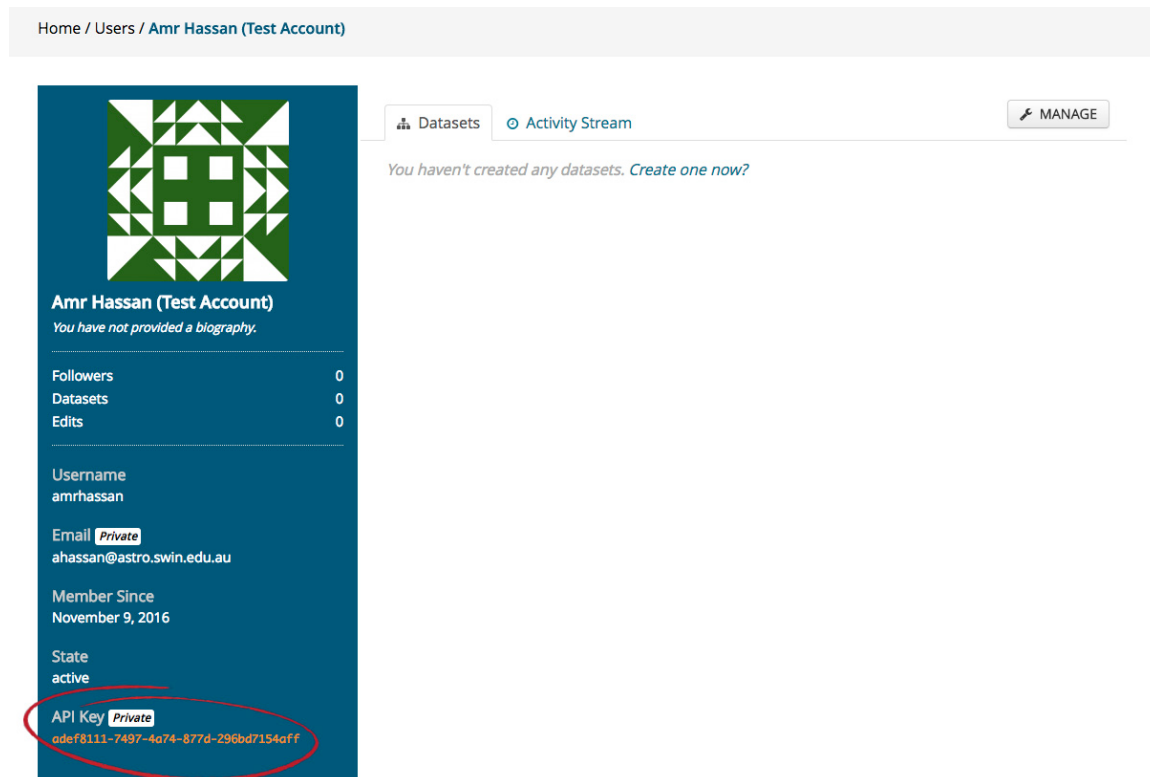 Home / Users / Amr Hassan (Test Account)
Datasets
Activity Stream
MANAGE
You haven't created any datasets. Create one now?
Amr Hassan (Test Account)
You have not provided a biography.
Followers 0
Datasets 0
Edits 0
Username
amrhassan
Email Private
ahassan@astro.swin.edu.au
Member Since
November 9, 2016
State
active
API Key Private
adef8111-7497-4a74-877d-296bd7154aff